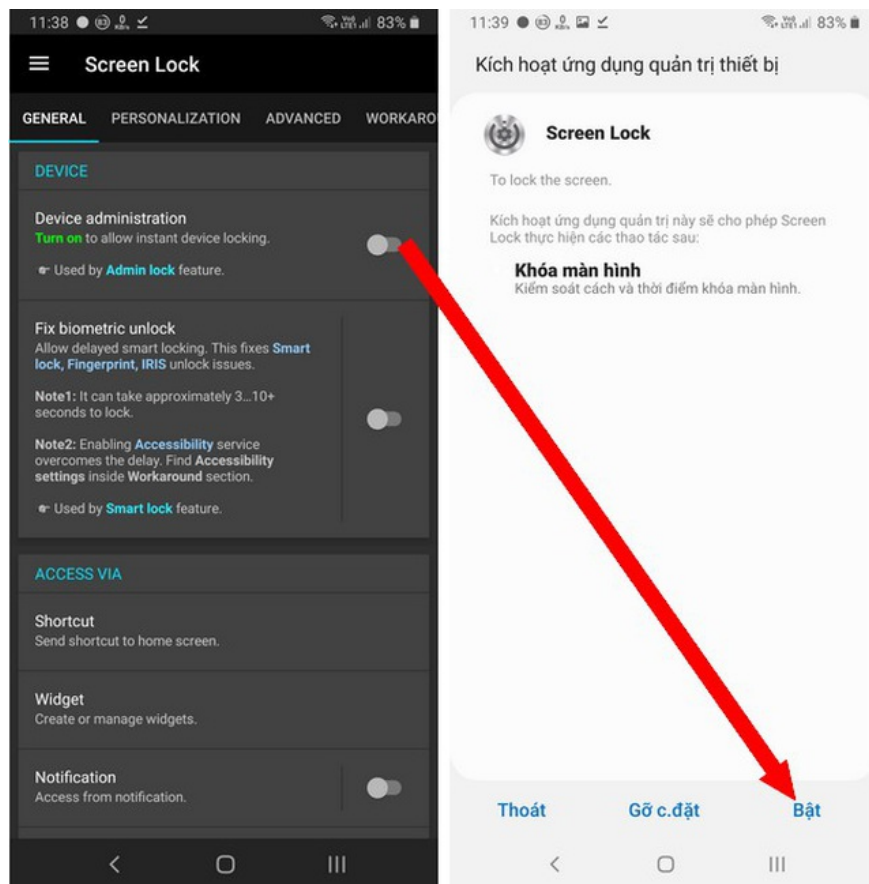 11:38 83 83%
Screen Lock
GENERAL PERSONALIZATION ADVANCED WORKARO
DEVICE
Device administration
Turn on to allow instant device locking.
☛ Used by Admin lock feature.
Fix biometric unlock
Allow delayed smart locking. This fixes Smart
lock, Fingerprint, IRIS unlock issues.
Note1: It can take approximately 3...10+
seconds to lock.
Note2: Enabling Accessibility service
overcomes the delay. Find Accessibility
settings inside Workaround section.
☛ Used by Smart lock feature.
ACCESS VIA
Shortcut
Send shortcut to home screen.
Widget
Create or manage widgets.
Notification
Access from notification.
11:39 83 83%
Kích hoạt ứng dụng quản trị thiết bị
Screen Lock
To lock the screen.
Kích hoạt ứng dụng quản trị này sẽ cho phép Screen
Lock thực hiện các thao tác sau:
Khóa màn hình
Kiểm soát cách và thời điểm khóa màn hình.
Thoát Gỡ c.đặt Bật